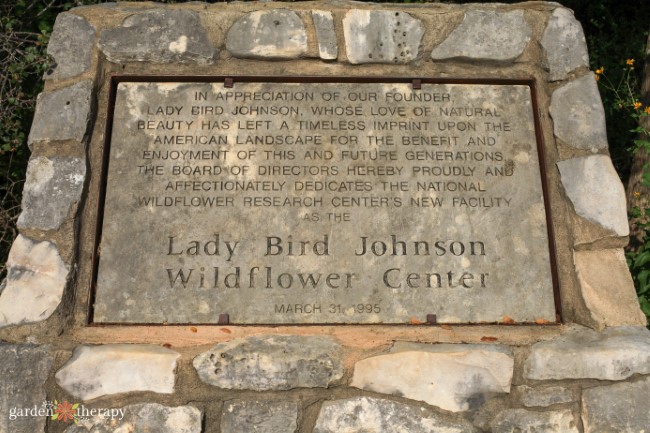 IN APPRECIATION OF OUR FOUNDER,
LADY BIRD JOHNSON, WHOSE LOVE OF NATURAL
BEAUTY HAS LEFT A TIMELESS IMPRINT UPON THE
AMERICAN LANDSCAPE FOR THE BENEFIT AND
ENJOYMENT OF THIS AND FUTURE GENERATIONS,
THE BOARD OF DIRECTORS HEREBY PROUDLY AND
AFFECTIONATELY DEDICATES THE NATIONAL
WILDFLOWER RESEARCH CENTER'S NEW FACILITY
AS THE
Lady Bird Johnson
Wildflower Center
MARCH 31, 1995
garden therapy